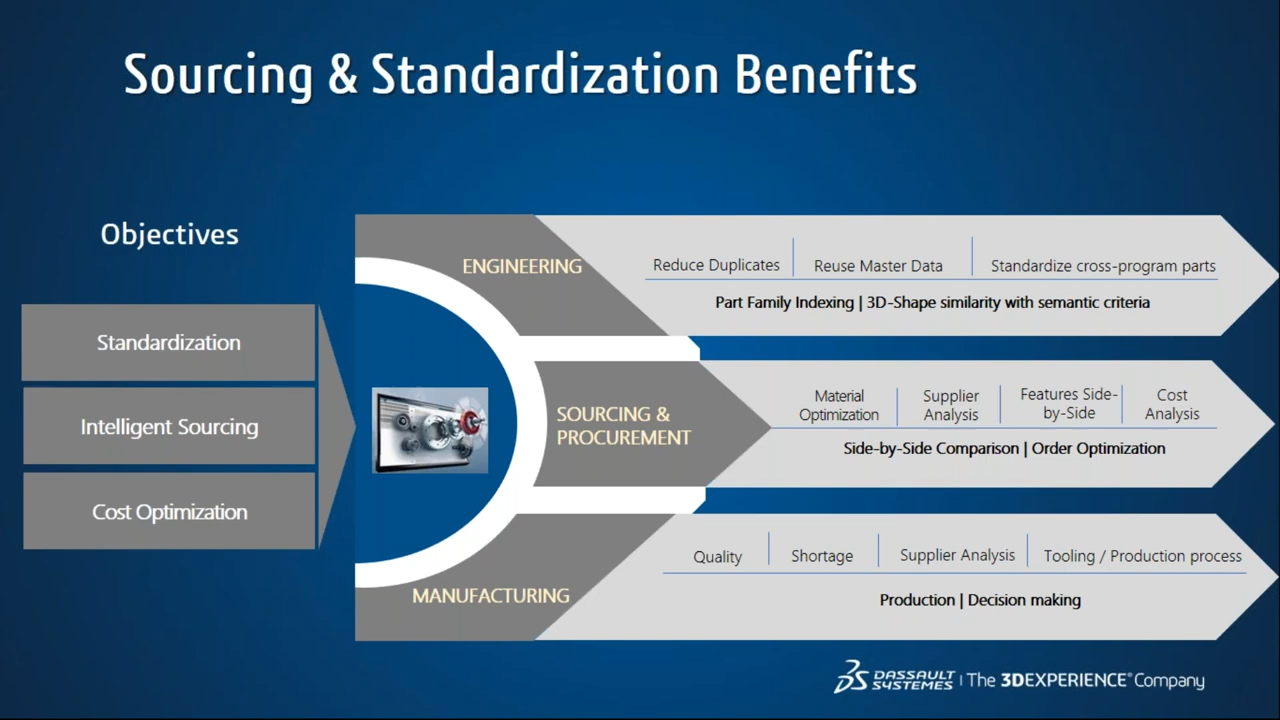 Sourcing & Standardization Benefits
Objectives
Standardization
Intelligent Sourcing
Cost Optimization
ENGINEERING
Reduce Duplicates
Reuse Master Data
Standardize cross-program parts
Part Family Indexing | 3D-Shape similarity with semantic criteria
SOURCING &
PROCUREMENT
Material
Optimization
Supplier
Analysis
Features Side-
by-Side
Cost
Analysis
Side-by-Side Comparison | Order Optimization
MANUFACTURING
Quality
Shortage
Supplier Analysis
Tooling / Production process
Production | Decision making
DASSAULT
SYSTEMES
The 3DEXPERIENCE® Company